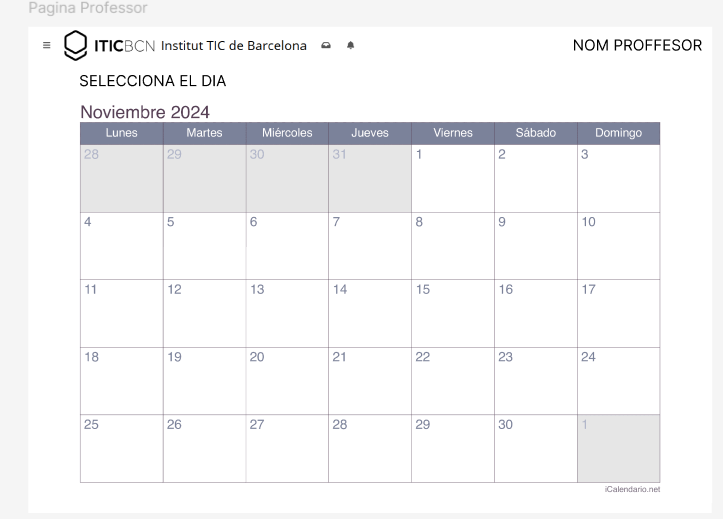 Pagina Professor
≡ ITICBCN Institut TIC de Barcelona NOM PROFFESOR
SELECCIONA EL DIA
Noviembre 2024
Lunes Martes Miércoles Jueves Viernes Sábado Domingo
28 29 30 31 1 2 3
4 5 6 7 8 9 10
11 12 13 14 15 16 17
18 19 20 21 22 23 24
25 26 27 28 29 30 1
iCalendario.net